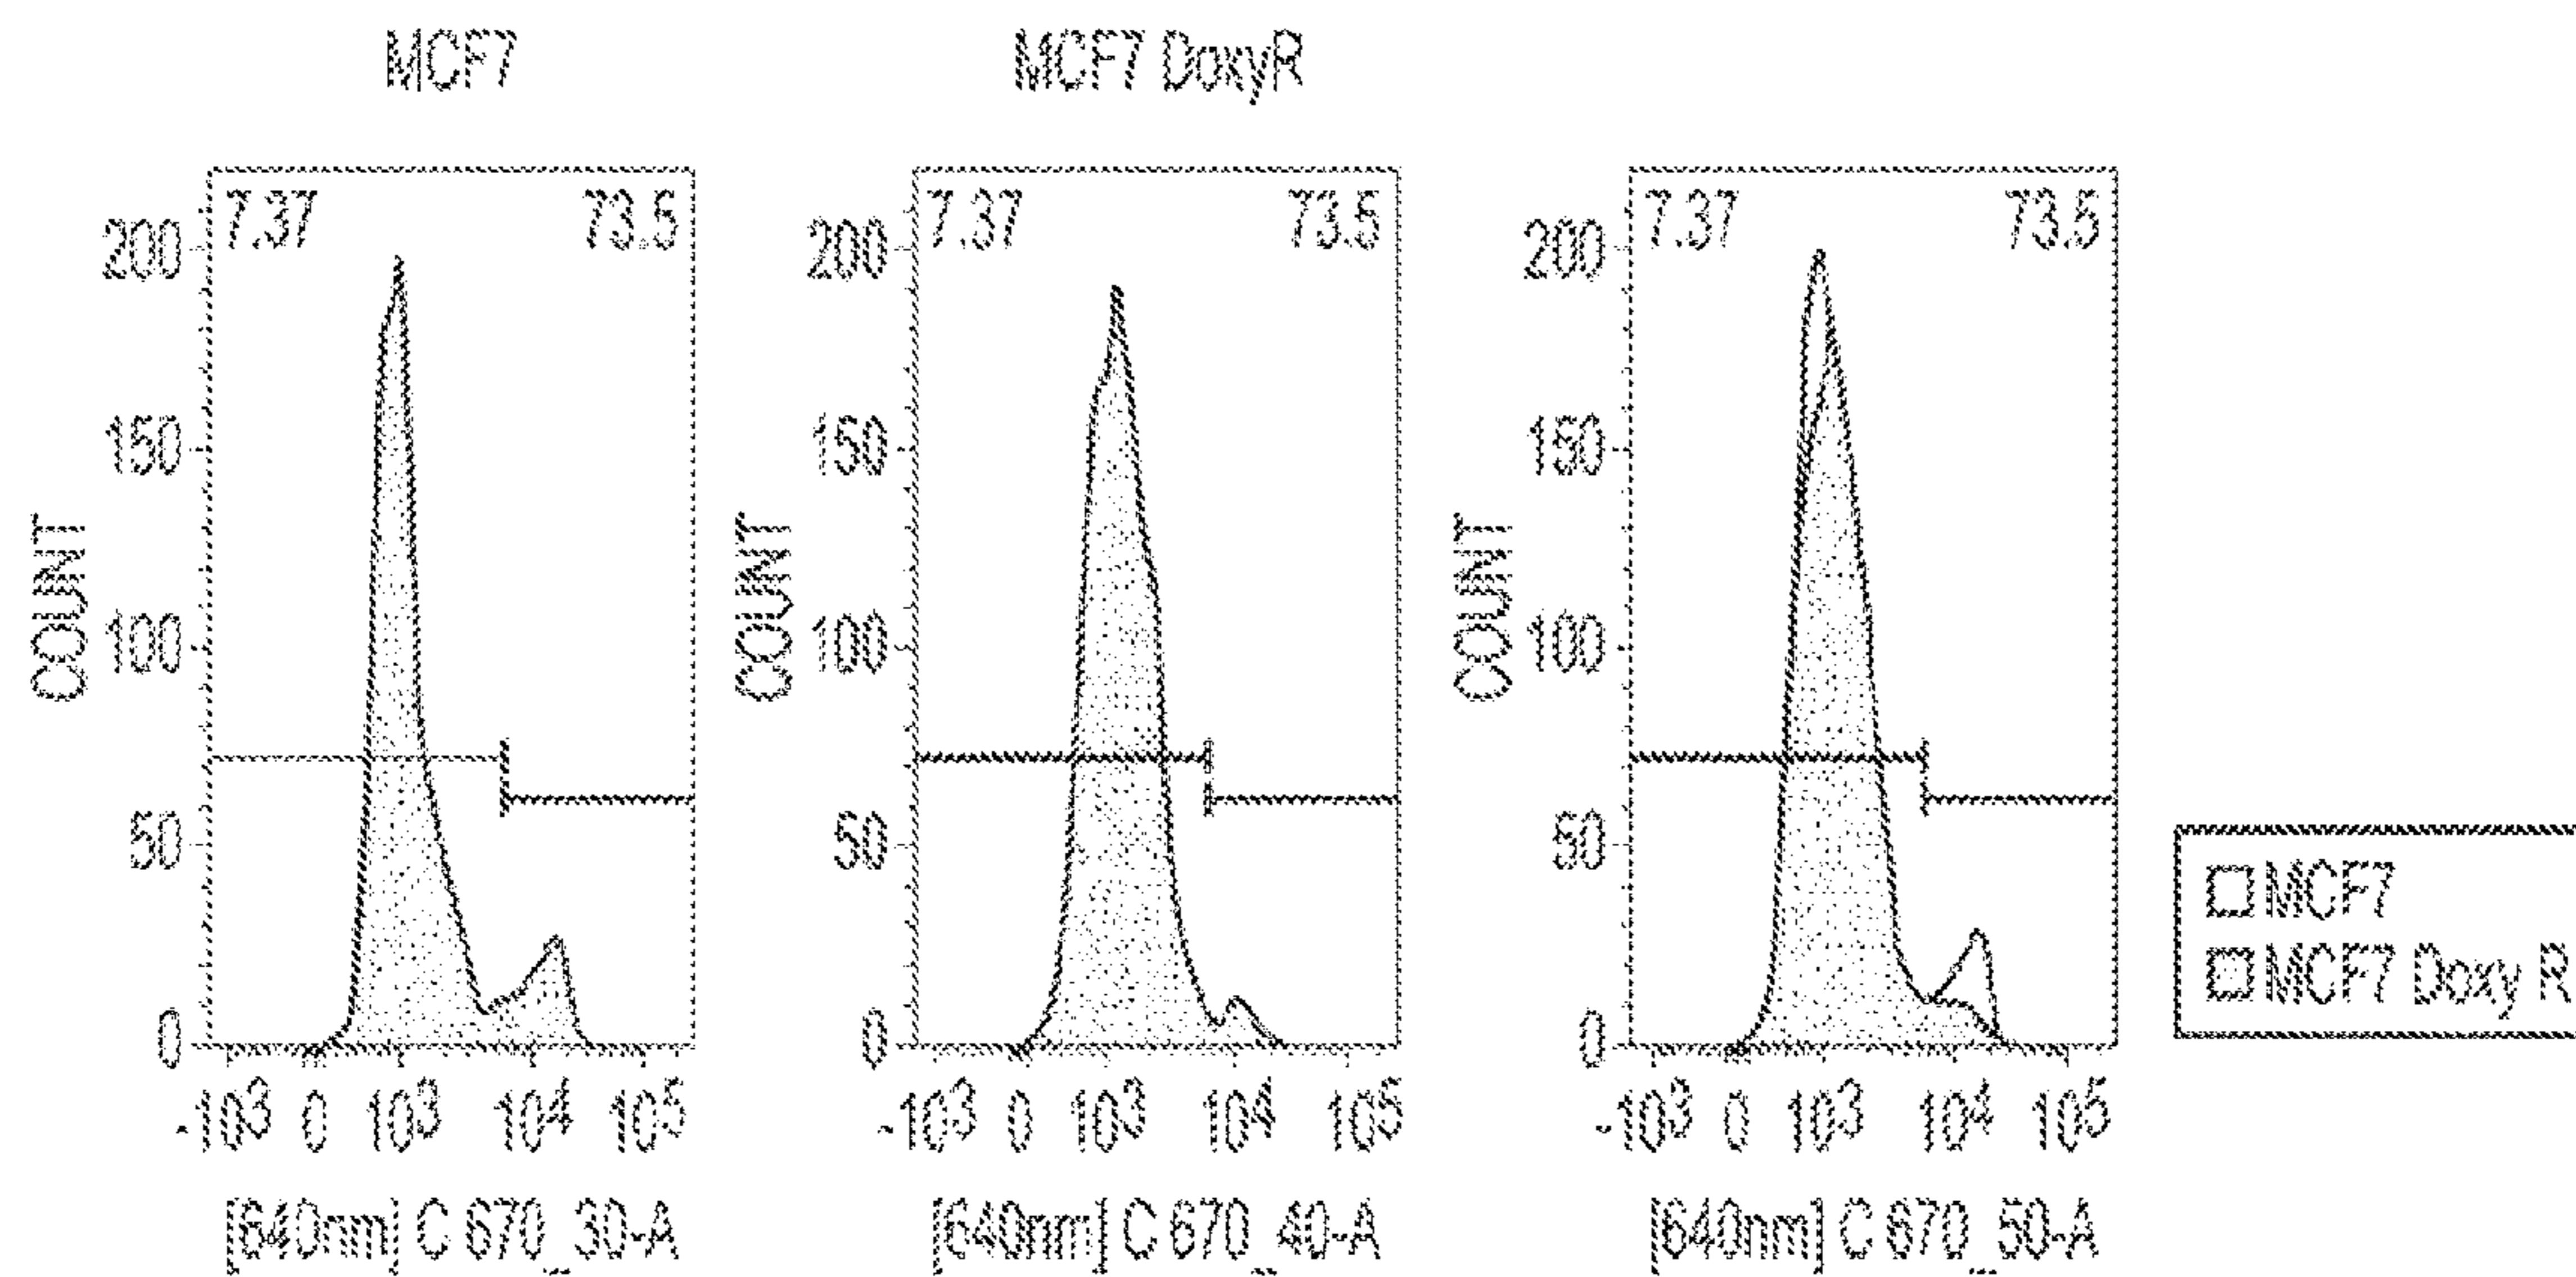 MCF7
MCF7 DoxyR
7.37 73.5
200
150
100
50
0
COUNT
-10³ 0 10³ 10⁴ 10⁵
[640nm] C 670_30-A
7.37 73.5
200
150
100
50
0
COUNT
-10³ 0 10³ 10⁴ 10⁵
[640nm] C 670_40-A
7.37 73.5
200
150
100
50
0
COUNT
-10³ 0 10³ 10⁴ 10⁵
[640nm] C 670_50-A
MCF7
MCF7 Doxy R